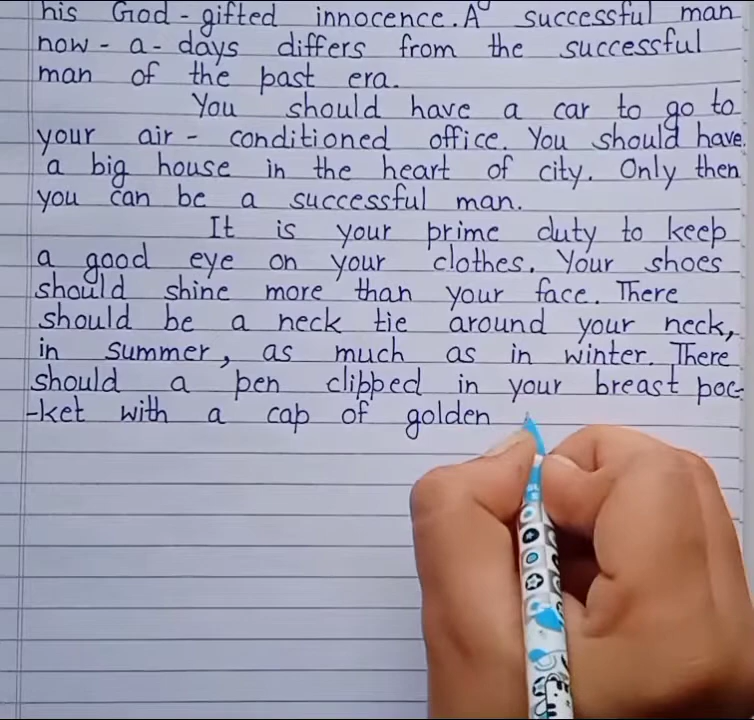 his God-gifted innocence. A successful man
now-a-days differs from the successful
man of the past era.
You should have a car to go to
your air-conditioned office. You should have
a big house in the heart of city. Only then
you can be a successful man.
It is your prime duty to keep
a good eye on your clothes. Your shoes
should shine more than your face. There
should be a neck tie around your neck,
in summer, as much as in winter. There
should a pen clipped in your breast poc-
-ket with a cap of golden